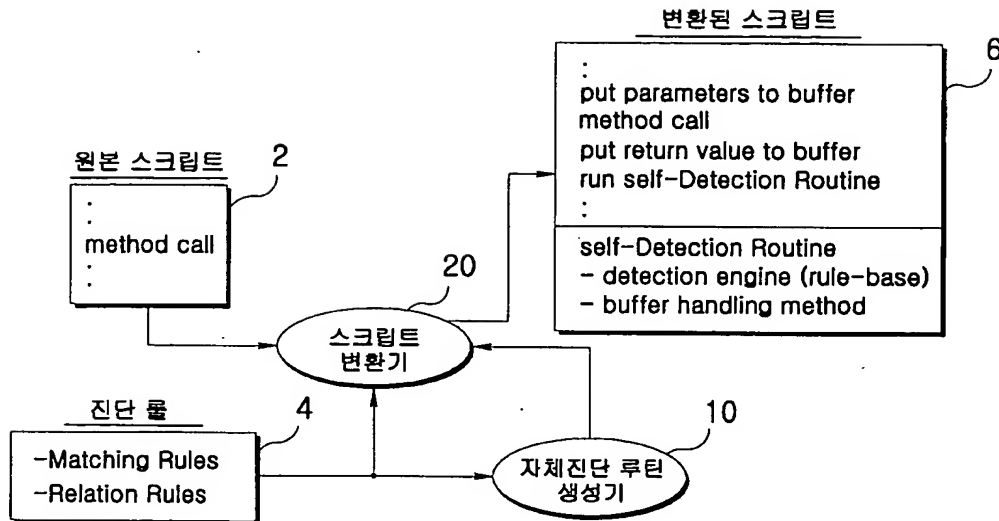 변환된 스크립트
6
:
put parameters to buffer
method call
put return value to buffer
run self-Detection Routine
:
self-Detection Routine
- detection engine (rule-base)
- buffer handling method
원본 스크립트
2
:
method call
:
20
스크립트
변환기
진단 룰
4
-Matching Rules
-Relation Rules
10
자체진단 루틴
생성기